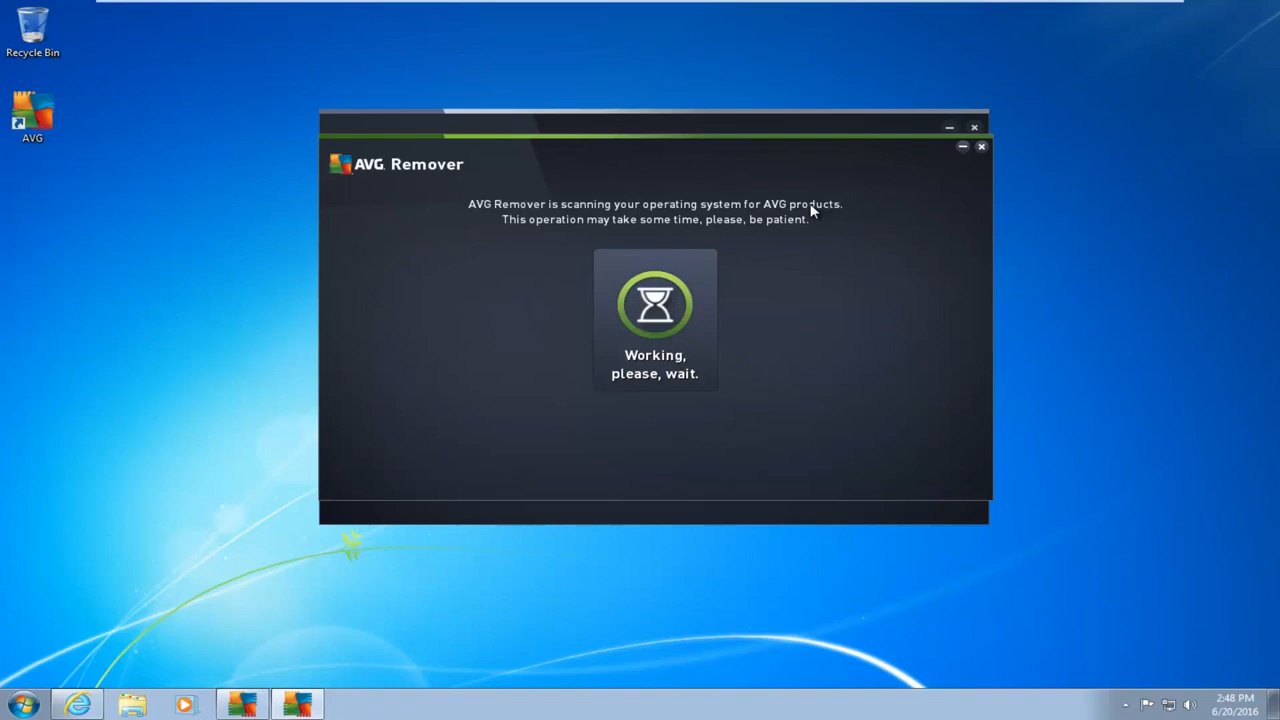 Recycle Bin
AVG
AVG Remover
AVG Remover is scanning your operating system for AVG products.
This operation may take some time, please, be patient.
Working,
please, wait.
2:48 PM
6/20/2016